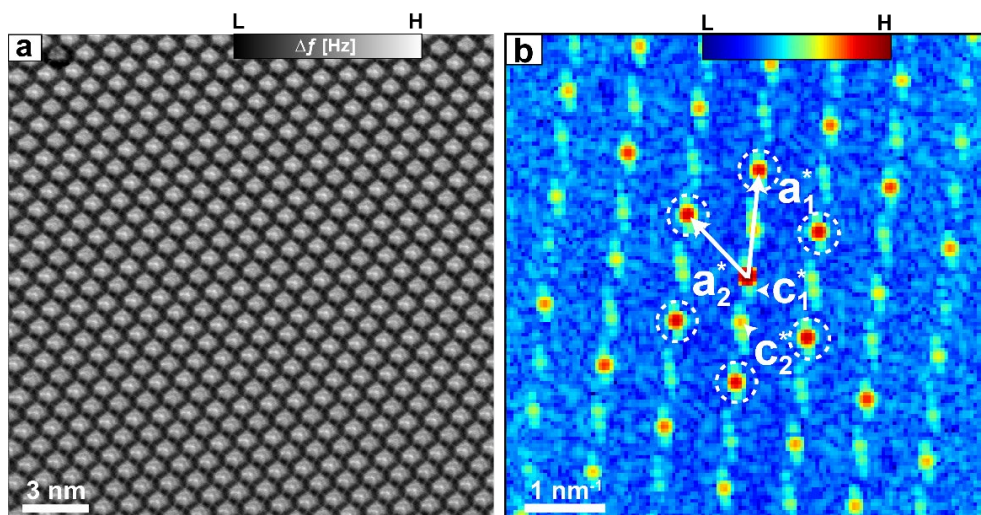 L H
a Δf [Hz]
3 nm
L H
b
a₁*
a₂* c₁*
c₂*
1 nm⁻¹